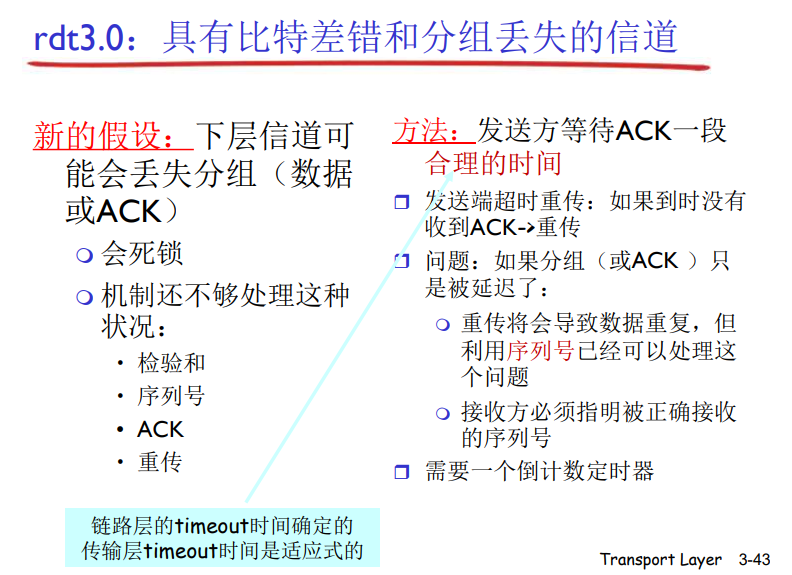 rdt3.0：具有比特差错和分组丢失的信道
新的假设：下层信道可
能会丢失分组（数据
或ACK）
会死锁
机制还不够处理这种
状况：
• 检验和
• 序列号
• ACK
• 重传
方法：发送方等待ACK一段
合理的时间
发送端超时重传：如果到时没有
收到ACK->重传
问题：如果分组（或ACK ）只
是被延迟了：
重传将会导致数据重复，但
利用序列号已经可以处理这
个问题
接收方必须指明被正确接收
的序列号
需要一个倒计数定时器
链路层的timeout时间确定的
传输层timeout时间是适应式的
Transport Layer 3-43